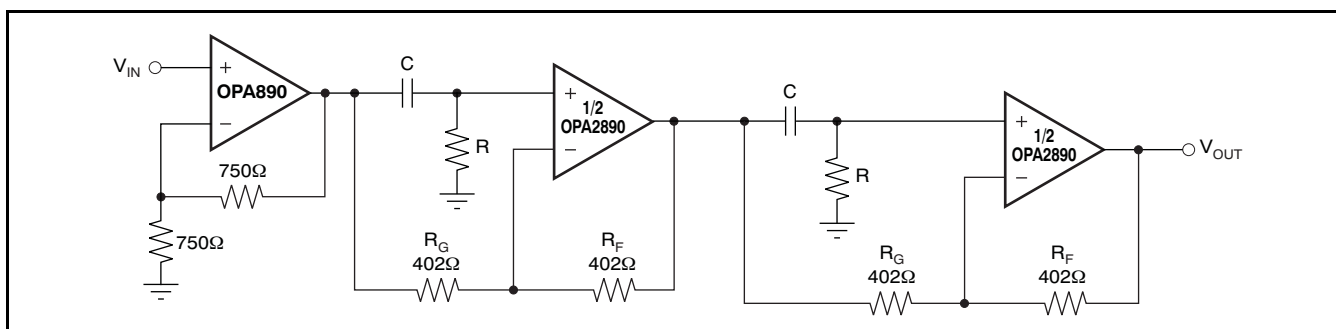 V_IN
+
OPA890
−
750Ω
750Ω
C
R
+
1/2
OPA2890
−
R_G
402Ω
R_F
402Ω
C
R
+
1/2
OPA2890
−
V_OUT
R_G
402Ω
R_F
402Ω